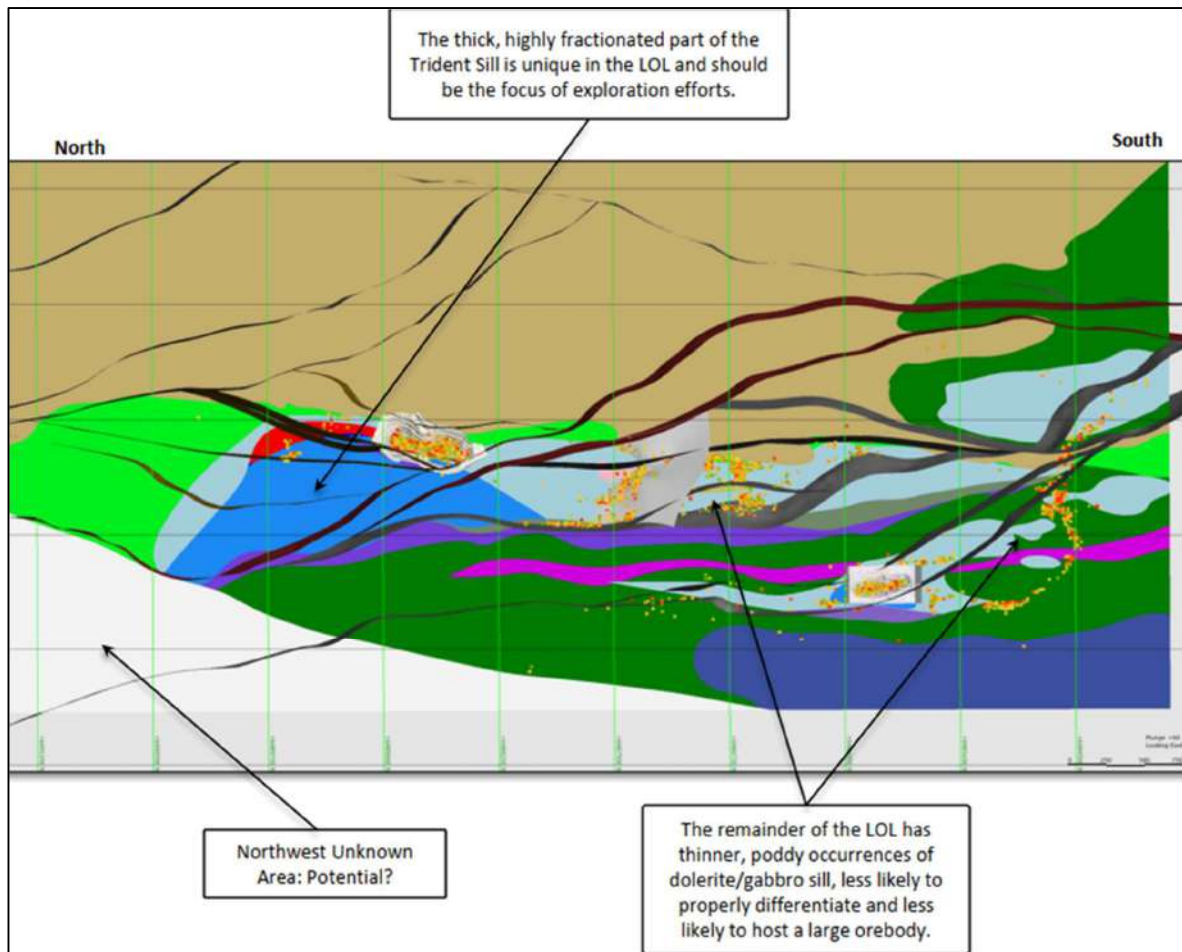 The thick, highly fractionated part of the
Trident Sill is unique in the LOL and should
be the focus of exploration efforts.
North
South
Northwest Unknown
Area: Potential?
The remainder of the LOL has
thinner, poddy occurrences of
dolerite/gabbro sill, less likely to
properly differentiate and less
likely to host a large orebody.